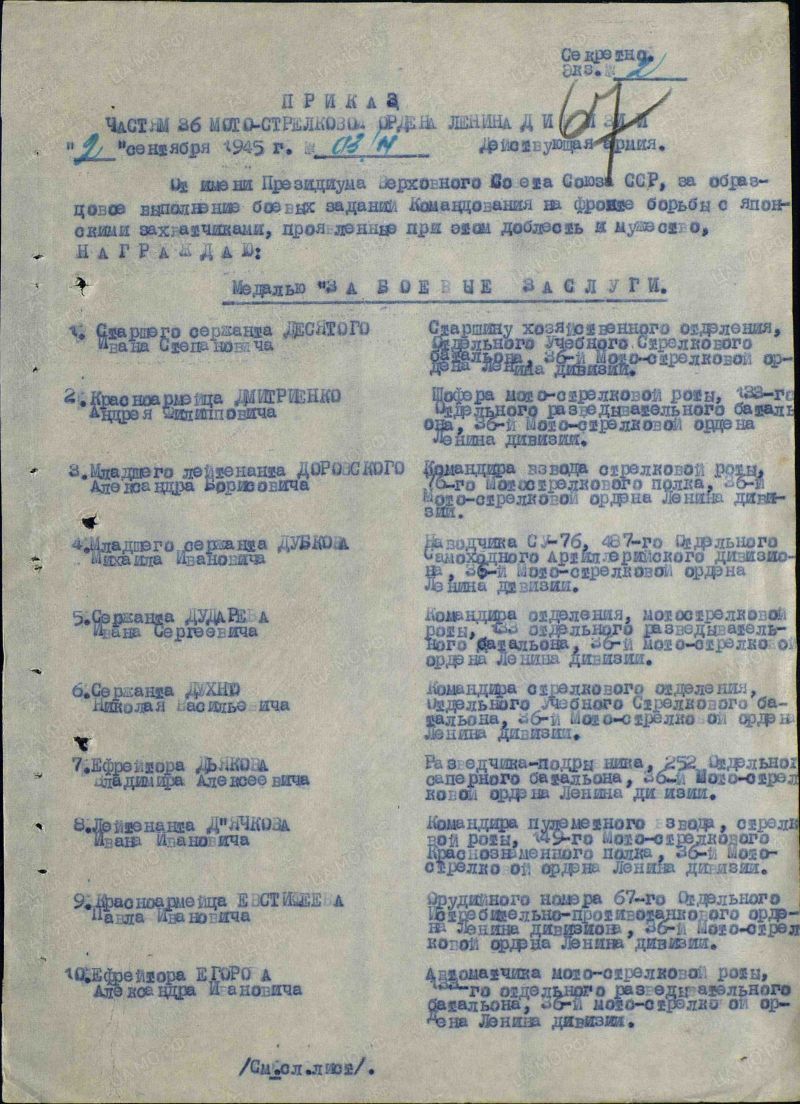 Секретно.
Экз.№ 2
67
ПРИКАЗ
ЧАСТЯМ 36 МОТО-СТРЕЛКОВОЙ ОРДЕНА ЛЕНИНА ДИВИЗИИ
"2" сентября 1945 г. № 03/н Действующая армия.
От имени Президиума Верховного Совета Союза ССР, за образ-
цовое выполнение боевых заданий Командования на фронте борьбы с япон-
скими захватчиками, проявленные при этом доблесть и мужество,
НАГРАЖДАЮ:
Медалью "ЗА БОЕВЫЕ ЗАСЛУГИ.
1. Старшего сержанта ДЕСЯТОГО
Ивана Степановича
Старшину хозяйственного отделения,
Отдельного Учебного Стрелкового
батальона, 36-й Мото-стрелковой ор-
дена Ленина дивизии.
2. Красноармейца ДМИТРИЕНКО
Андрея Филипповича
Шофера мото-стрелковой роты, 133-го
Отдельного разведывательного баталь
она, 36-й Мото-стрелковой ордена
Ленина дивизии.
3. Младшего лейтенанта ДОРОВСКОГО
Александра Борисовича
Командира взвода стрелковой роты,
76-го Мотострелкового полка, 36-й
Мото-стрелковой ордена Ленина диви-
зии.
4. Младшего сержанта ДУБКОВА
Михаила Ивановича
Наводчика СУ-76, 487-го Отдельного
Самоходного Артиллерийского дивизио-
на, 36-й Мото-стрелковой ордена
Ленина дтвизии.
5. Сержанта ДУДАРЕВА
Ивана Сергеевича
Командира отделения, мотострелковой
роты, 133 отдельного разведыватель-
ного батальона, 36-й Мото-стрелковой
ордена Ленина дивизии.
6. Сержанта ДУХНЮ
Николая Васильевича
Командира стрелкового отделения,
Отдельного Учебного Стрелкового ба-
тальона, 36-й Мото-стрелковой ордена
Ленина дивизии.
7. Ефрейтора ДЬЯКОВА
Владимира Алексеевича
Разведчика-подрывника, 252 Отдельног
саперного батальона, 36-й Мото-стрел
ковой ордена Ленина дивизии.
8. Лейтенанта Д"ЯЧКОВА
Ивана Ивановича
Командира пулеметного взвода, стрелк
вой роты, 149-го Мото-стрелкового
Краснознаменного полка, 36-й Мото-
стрелковой ордена Ленина дивизии.
9. Красноармейца ЕВСТИФЕЕВА
Павла Ивановича
Орудийного номера 67-го Отдельного
Истребительно-противотанкового орде-
на Ленина дивизиона, 36-й Мото-стрел
ковой ордена Ленина дивизии.
10. Ефрейтора ЕГОРОВА
Александра Ивановича
Автоматчика мото-стрелковой роты,
133-го отдельного разведывательного
батальона, 36-й мото-стрелковой ор-
дена Ленина дивизии.
/См.сл.лист/.